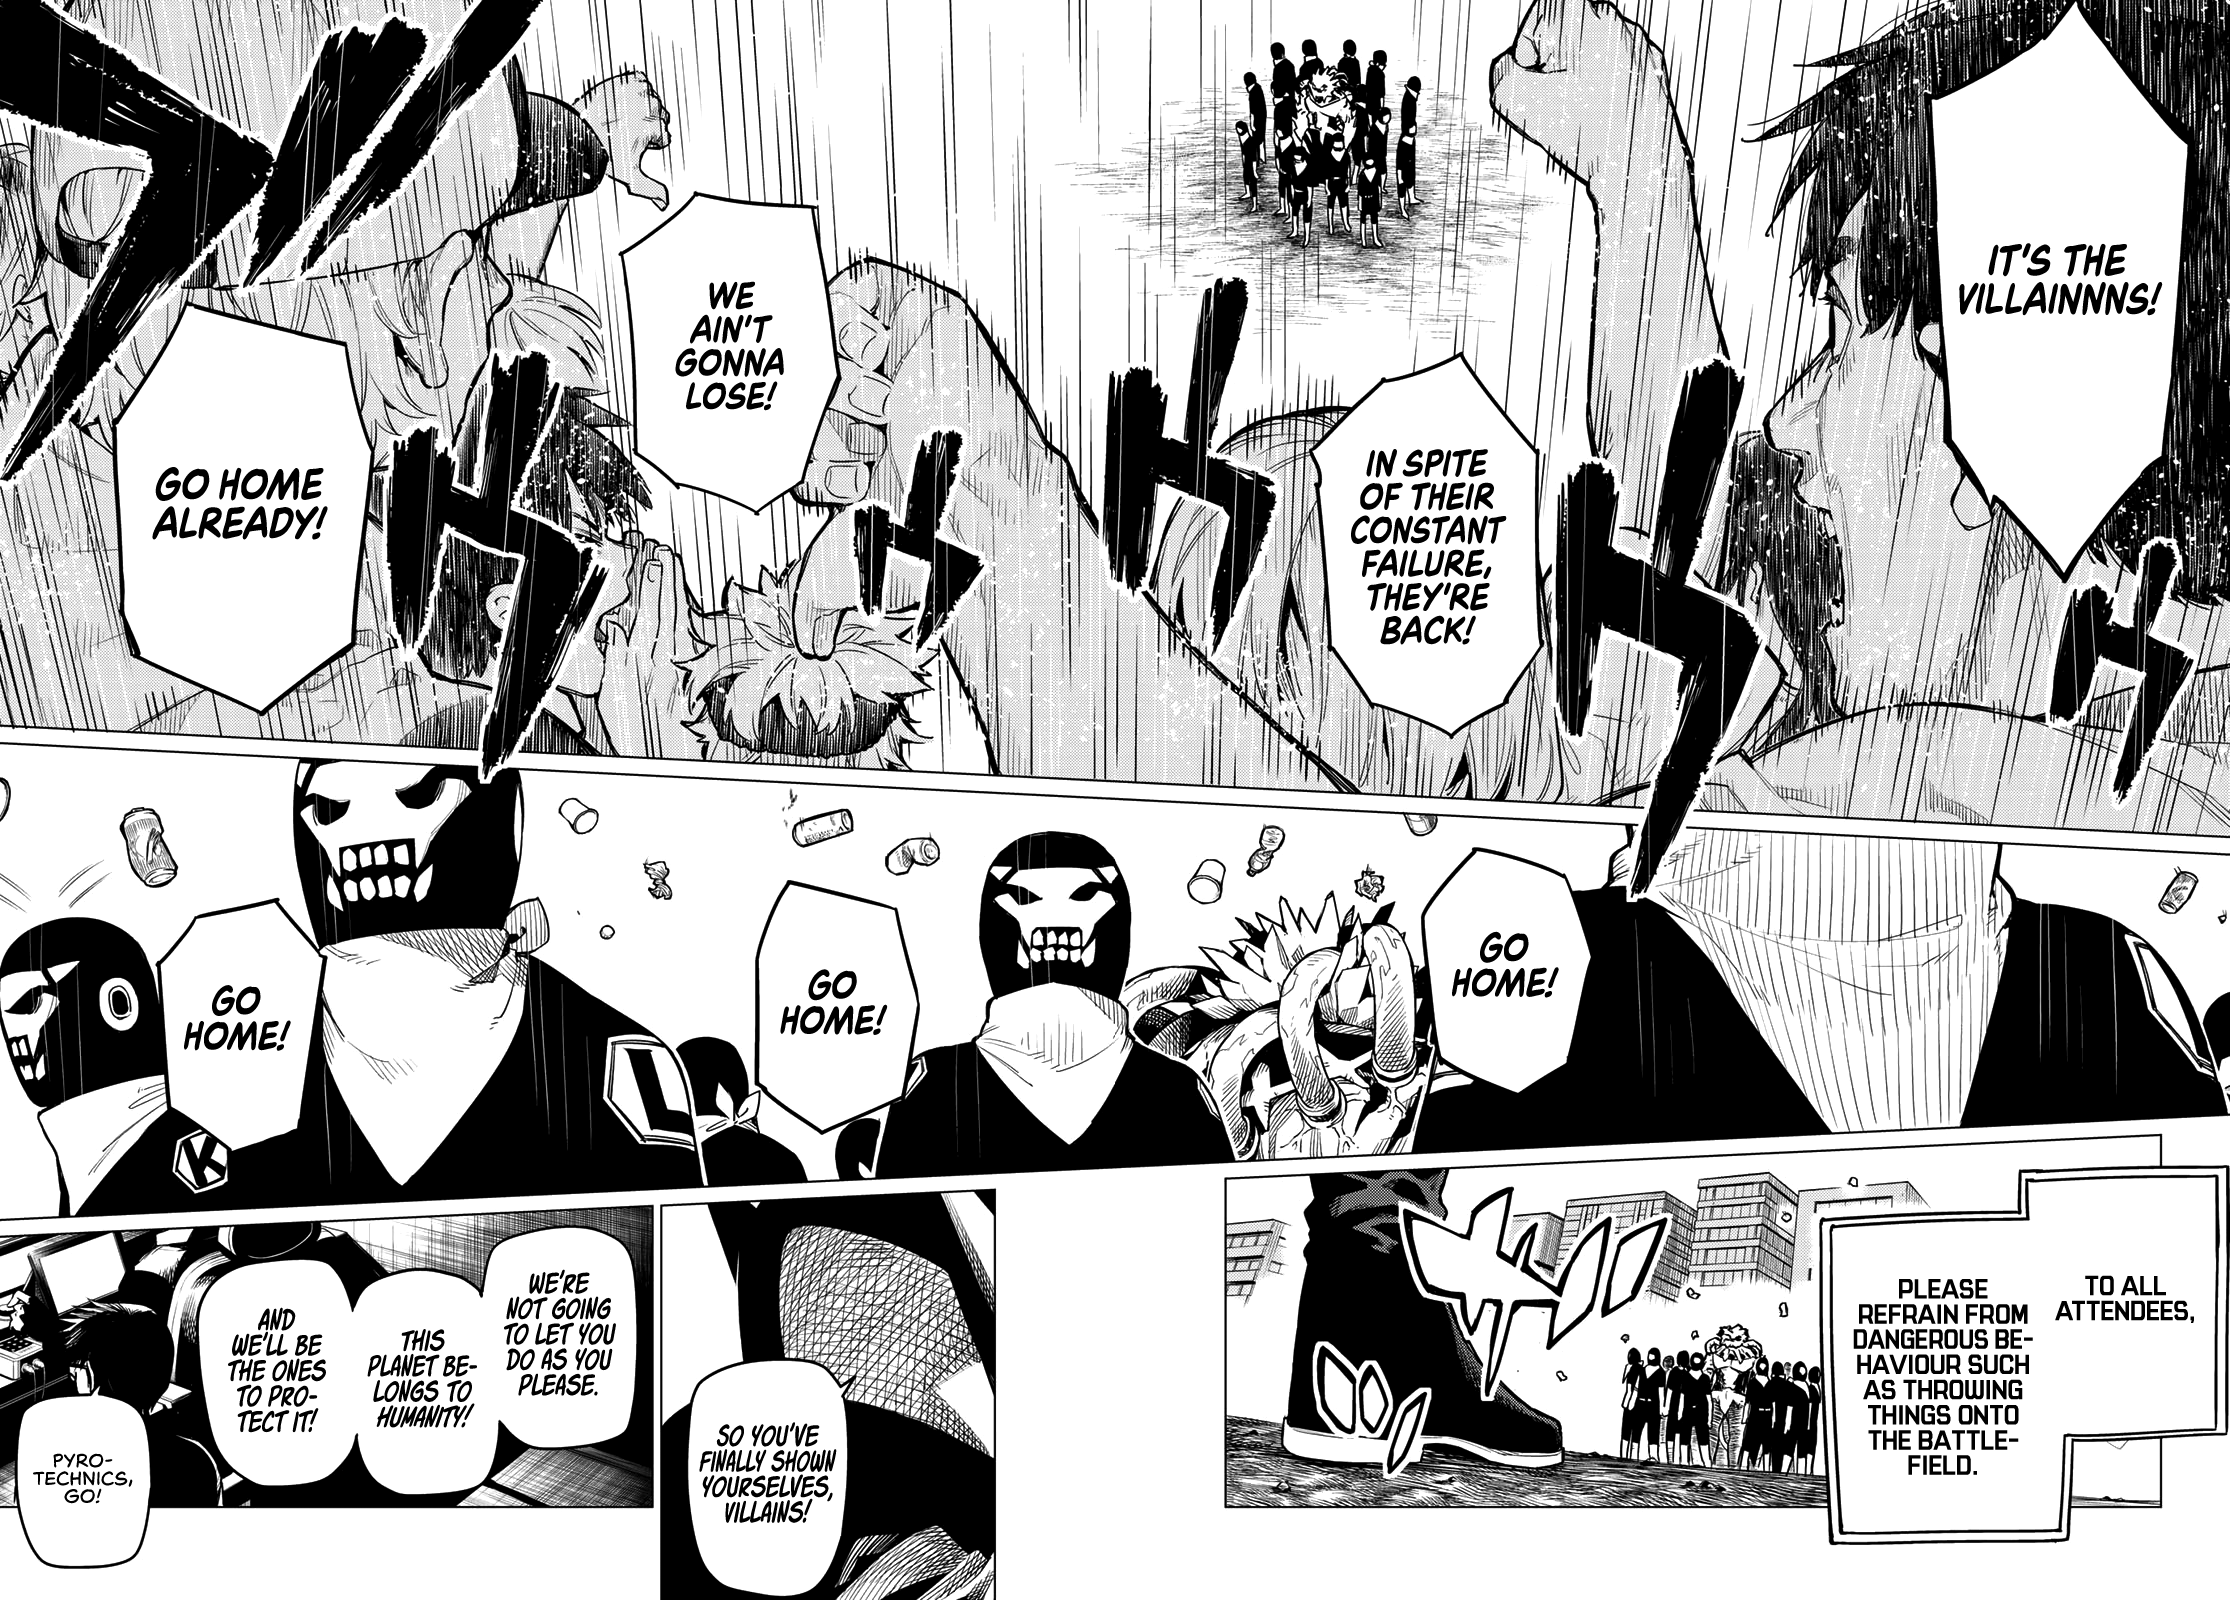 IT'S THE
VILLAINNNS!
IN SPITE
OF THEIR
CONSTANT
FAILURE,
THEY'RE
BACK!
WE
AIN'T
GONNA
LOSE!
GO HOME
ALREADY!
GO
HOME!
GO
HOME!
GO
HOME!
L
K
TO ALL
ATTENDEES,
PLEASE
REFRAIN FROM
DANGEROUS BE-
HAVIOUR SUCH
AS THROWING
THINGS ONTO
THE BATTLE-
FIELD.
SO YOU'VE
FINALLY SHOWN
YOURSELVES,
VILLAINS!
WE'RE
NOT GOING
TO LET YOU
DO AS YOU
PLEASE.
THIS
PLANET BE-
LONGS TO
HUMANITY!
AND
WE'LL BE
THE ONES
TO PRO-
TECT IT!
PYRO-
TECHNICS,
GO!